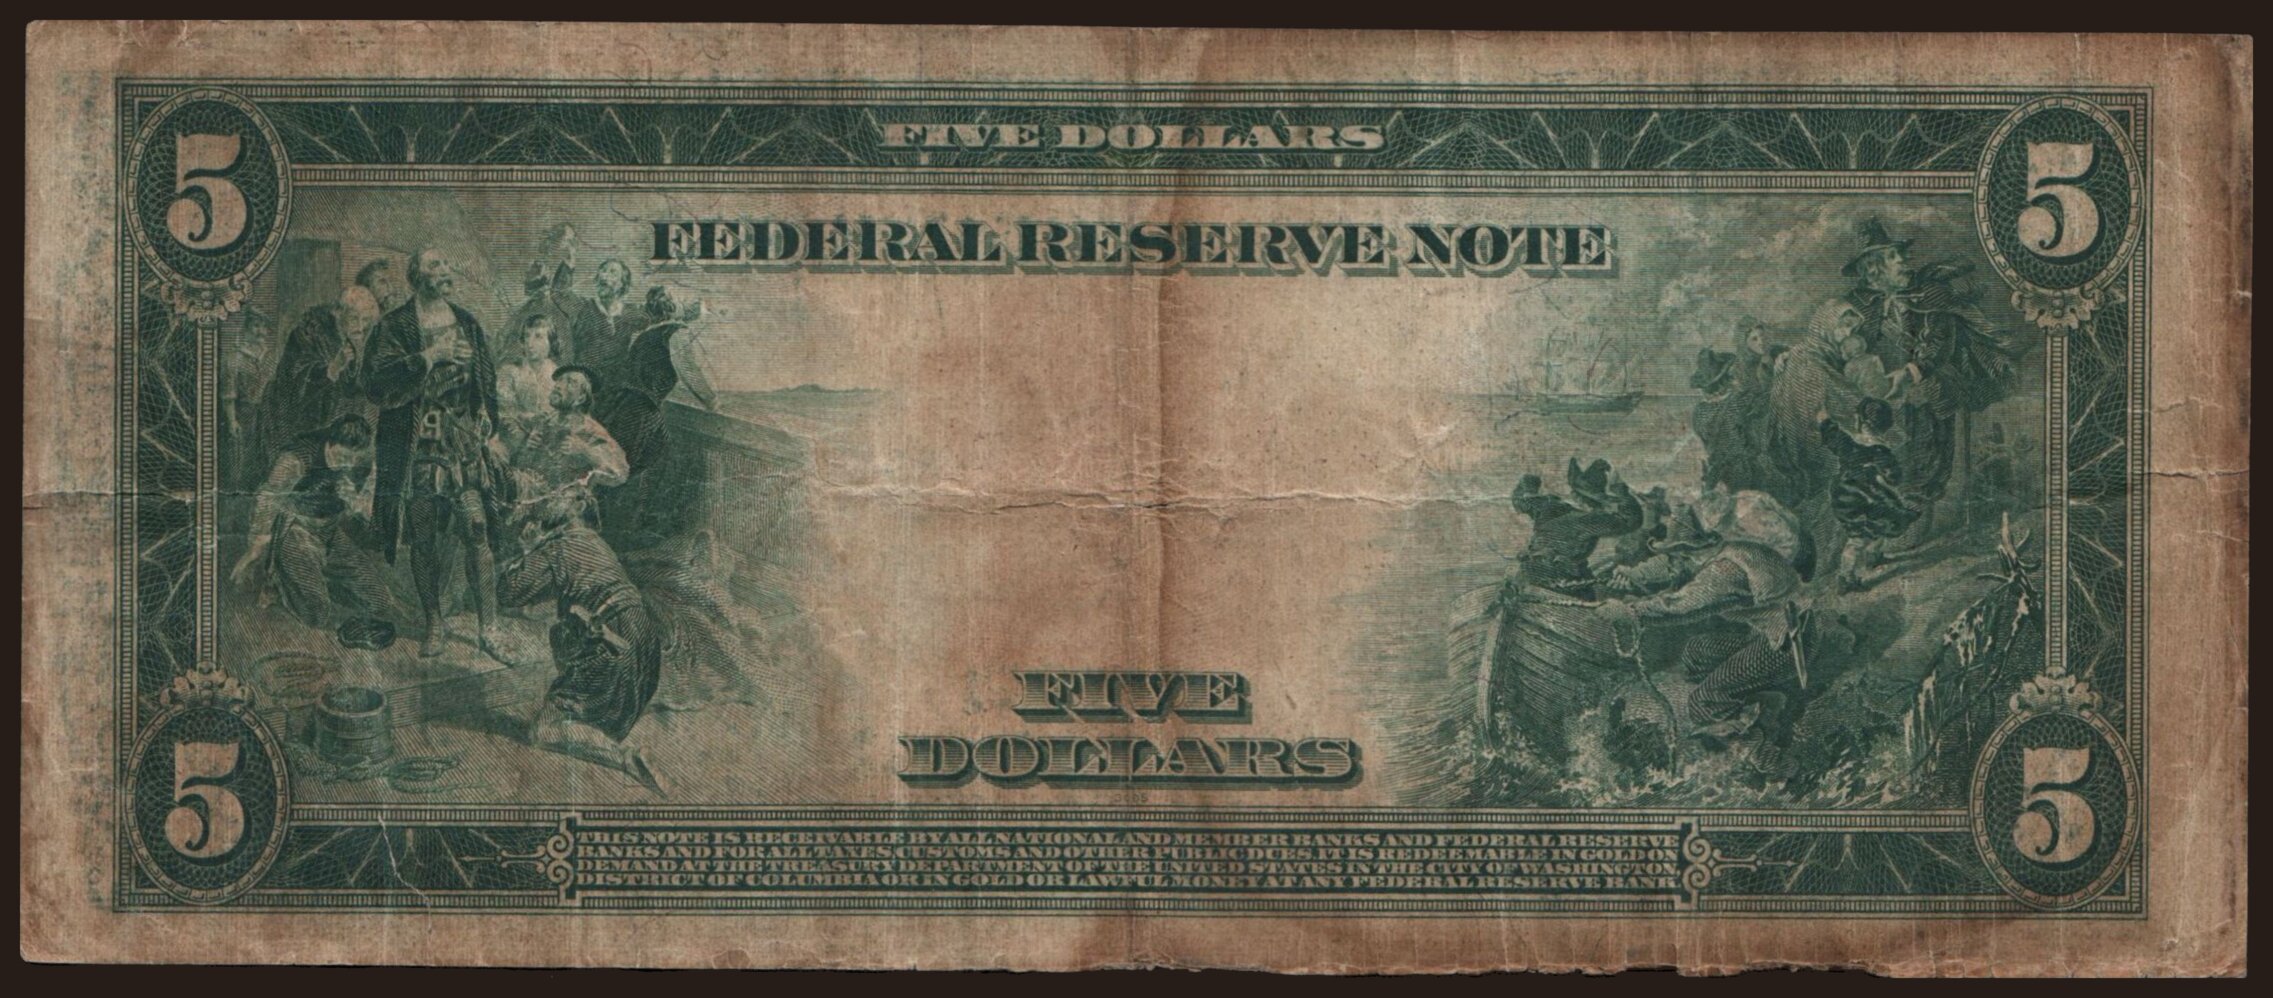 5 FIVE DOLLARS 5
FEDERAL RESERVE NOTE
FIVE
DOLLARS
5 5
THIS NOTE IS RECEIVABLE BY ALL NATIONAL AND MEMBER BANKS AND FEDERAL RESERVE
BANKS AND FOR ALL TAXES, CUSTOMS AND OTHER PUBLIC DUES. IT IS REDEEMABLE IN GOLD ON
DEMAND AT THE TREASURY DEPARTMENT OF THE UNITED STATES IN THE CITY OF WASHINGTON,
DISTRICT OF COLUMBIA OR IN GOLD OR LAWFUL MONEY AT ANY FEDERAL RESERVE BANK.